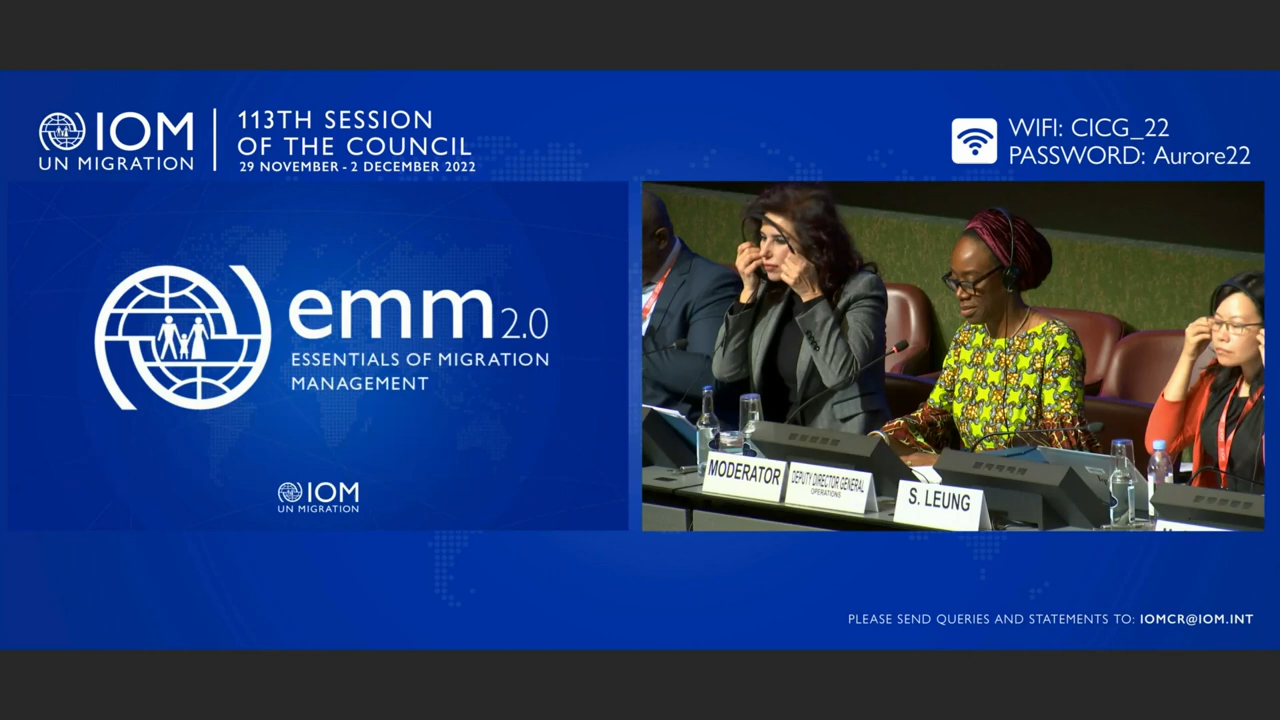 IOM
UN MIGRATION
113TH SESSION
OF THE COUNCIL
29 NOVEMBER - 2 DECEMBER 2022
WIFI: CICG_22
PASSWORD: Aurore22
emm2.0
ESSENTIALS OF MIGRATION
MANAGEMENT
IOM
UN MIGRATION
MODERATOR
DEPUTY DIRECTOR GENERAL
OPERATIONS
S. LEUNG
PLEASE SEND QUERIES AND STATEMENTS TO: IOMCR@IOM.INT